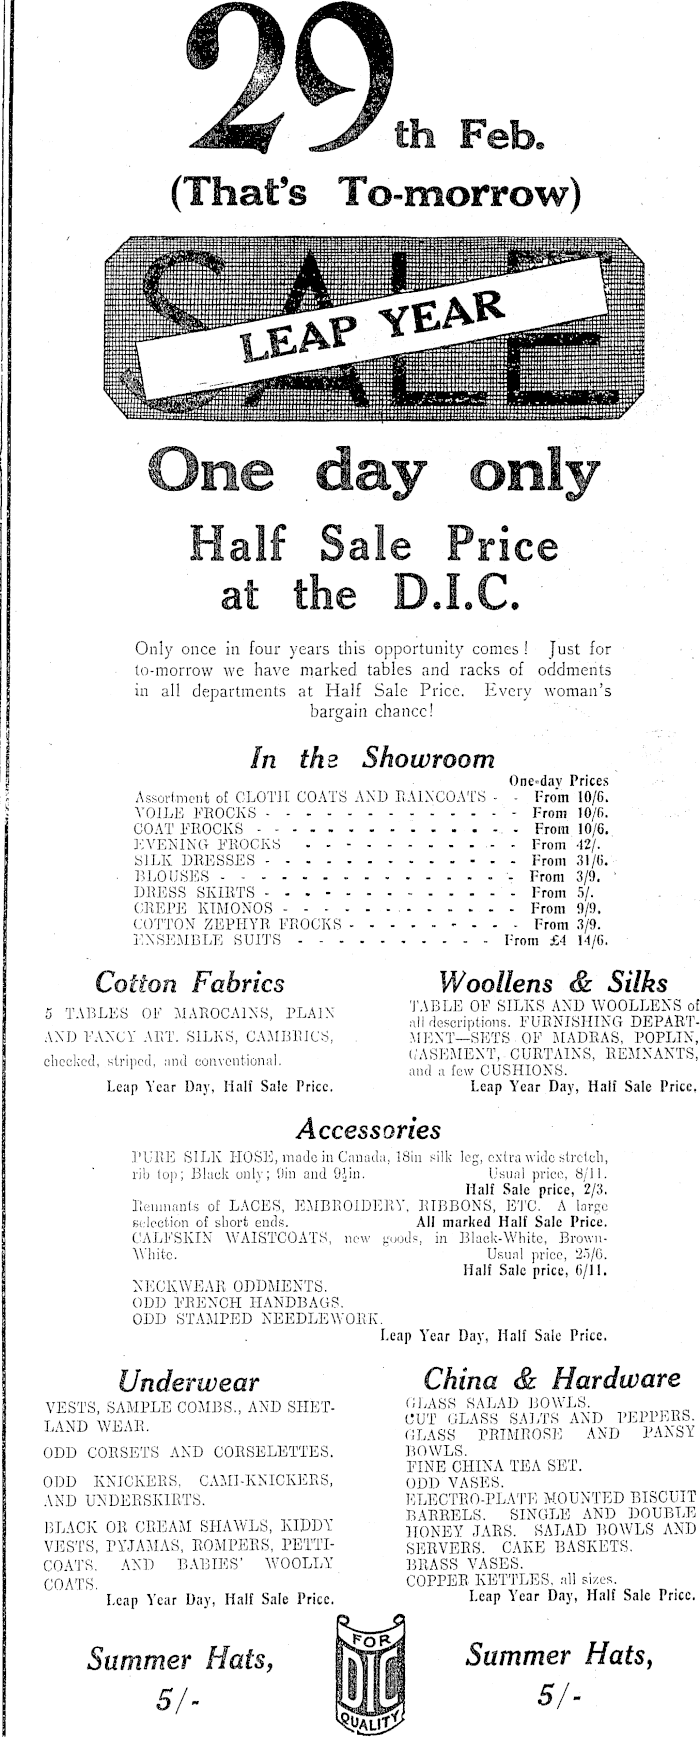 29th Feb.
(That's To-morrow)
SALE
LEAP YEAR
One day only
Half Sale Price
at the D.I.C.
Only once in four years this opportunity comes! Just for
to-morrow we have marked tables and racks of oddments
in all departments at Half Sale Price. Every woman's
bargain chance!
In the Showroom
One-day Prices
Assortment of CLOTH COATS AND RAINCOATS - - From 10/6.
VOILE FROCKS - - - - - - - - - - - - - From 10/6.
COAT FROCKS - - - - - - - - - - - - - - From 10/6.
EVENING FROCKS - - - - - - - - - - - From 42/.
SILK DRESSES - - - - - - - - - - - - - From 31/6.
BLOUSES - - - - - - - - - - - - - - - From 3/9.
DRESS SKIRTS - - - - - - - - - - - - - From 5/.
CREPE KIMONOS - - - - - - - - - - - - From 9/9.
COTTON ZEPHYR FROCKS - - - - - - - - - From 3/9.
ENSEMBLE SUITS - - - - - - - - - - From £4 14/6.
Cotton Fabrics
5 TABLES OF MAROCAINS, PLAIN
AND FANCY ART. SILKS, CAMBRICS,
checked, striped, and conventional.
Leap Year Day, Half Sale Price.
Woollens & Silks
TABLE OF SILKS AND WOOLLENS of
all descriptions. FURNISHING DEPART-
MENT—SETS OF MADRAS, POPLIN,
CASEMENT, CURTAINS, REMNANTS,
and a few CUSHIONS.
Leap Year Day, Half Sale Price.
Accessories
PURE SILK HOSE, made in Canada, 18in silk leg, extra wide stretch,
rib top; Black only; 9in and 9½in. Usual price, 8/11.
Half Sale price, 2/3.
Remnants of LACES, EMBROIDERY, RIBBONS, ETC. A large
selection of short ends. All marked Half Sale Price.
CALFSKIN WAISTCOATS, new goods, in Black-White, Brown-
White. Usual price, 25/6.
Half Sale price, 6/11.
NECKWEAR ODDMENTS.
ODD FRENCH HANDBAGS.
ODD STAMPED NEEDLEWORK.
Leap Year Day, Half Sale Price.
Underwear
VESTS, SAMPLE COMBS., AND SHET-
LAND WEAR.
ODD CORSETS AND CORSELETTES.
ODD KNICKERS, CAMI-KNICKERS,
AND UNDERSKIRTS.
BLACK OR CREAM SHAWLS, KIDDY
VESTS, PYJAMAS, ROMPERS, PETTI-
COATS, AND BABIES' WOOLLY
COATS.
Leap Year Day, Half Sale Price.
China & Hardware
GLASS SALAD BOWLS.
CUT GLASS SALTS AND PEPPERS.
GLASS PRIMROSE AND PANSY
BOWLS.
FINE CHINA TEA SET.
ODD VASES.
ELECTRO-PLATE MOUNTED BISCUIT
BARRELS. SINGLE AND DOUBLE
HONEY JARS. SALAD BOWLS AND
SERVERS. CAKE BASKETS.
BRASS VASES.
COPPER KETTLES, all sizes.
Leap Year Day, Half Sale Price.
Summer Hats,
5/-
FOR
DIC
QUALITY
Summer Hats,
5/-